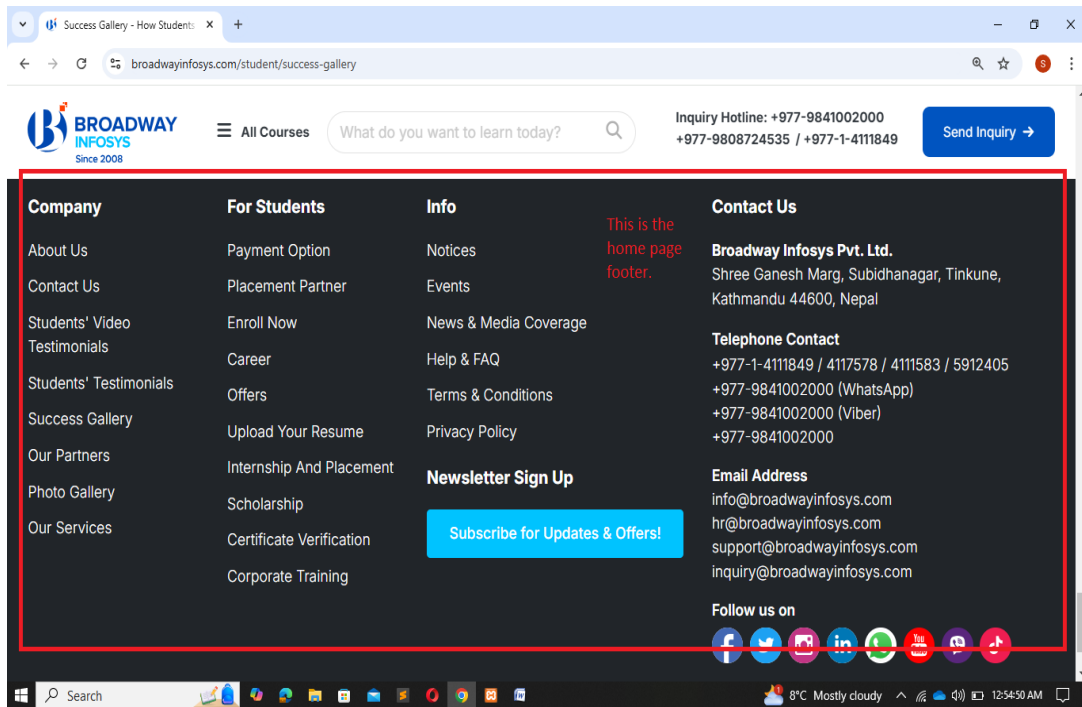 Success Gallery - How Students
broadwayinfosys.com/student/success-gallery
S
BROADWAY
INFOSYS
Since 2008
All Courses
What do you want to learn today?
Inquiry Hotline: +977-9841002000
+977-9808724535 / +977-1-4111849
Send Inquiry →
Company
About Us
Contact Us
Students' Video
Testimonials
Students' Testimonials
Success Gallery
Our Partners
Photo Gallery
Our Services
For Students
Payment Option
Placement Partner
Enroll Now
Career
Offers
Upload Your Resume
Internship And Placement
Scholarship
Certificate Verification
Corporate Training
Info
Notices
Events
News & Media Coverage
Help & FAQ
Terms & Conditions
Privacy Policy
Newsletter Sign Up
Subscribe for Updates & Offers!
This is the
home page
footer.
Contact Us
Broadway Infosys Pvt. Ltd.
Shree Ganesh Marg, Subidhanagar, Tinkune,
Kathmandu 44600, Nepal
Telephone Contact
+977-1-4111849 / 4117578 / 4111583 / 5912405
+977-9841002000 (WhatsApp)
+977-9841002000 (Viber)
+977-9841002000
Email Address
info@broadwayinfosys.com
hr@broadwayinfosys.com
support@broadwayinfosys.com
inquiry@broadwayinfosys.com
Follow us on
You
Search
8°C Mostly cloudy
12:54:50 AM